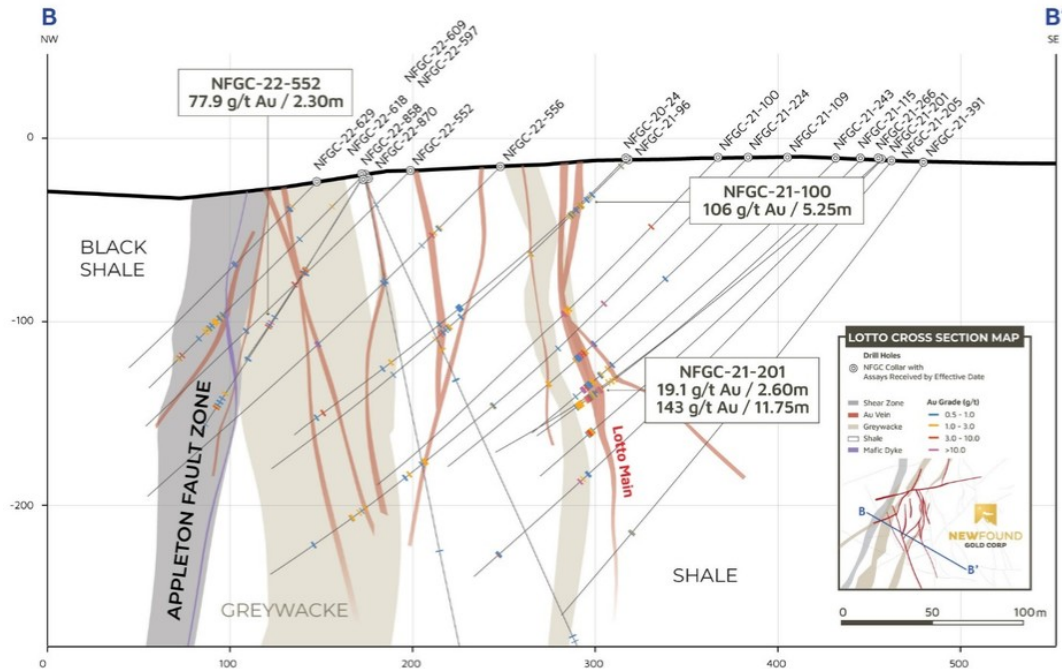 B
NW
B'
SE
NFGC-22-609
NFGC-22-597
NFGC-22-629
NFGC-22-618
NFGC-22-858
NFGC-22-870
NFGC-22-552
NFGC-22-556
NFGC-20-24
NFGC-21-96
NFGC-21-100
NFGC-21-224
NFGC-21-109
NFGC-21-243
NFGC-21-115
NFGC-21-266
NFGC-21-201
NFGC-21-205
NFGC-21-391
NFGC-22-552
77.9 g/t Au / 2.30m
NFGC-21-100
106 g/t Au / 5.25m
NFGC-21-201
19.1 g/t Au / 2.60m
143 g/t Au / 11.75m
0
-100
-200
BLACK
SHALE
APPLETON FAULT ZONE
GREYWACKE
Lotto Main
SHALE
LOTTO CROSS SECTION MAP
Drill Holes
NFGC Collar with
Assays Received by Effective Date
Shear Zone
Au Vein
Greywacke
Shale
Mafic Dyke
Au Grade (g/t)
0.5 - 1.0
1.0 - 3.0
3.0 - 10.0
>10.0
B
B'
NEWFOUND
GOLD CORP
0 50 100m
0 100 200 300 400 500